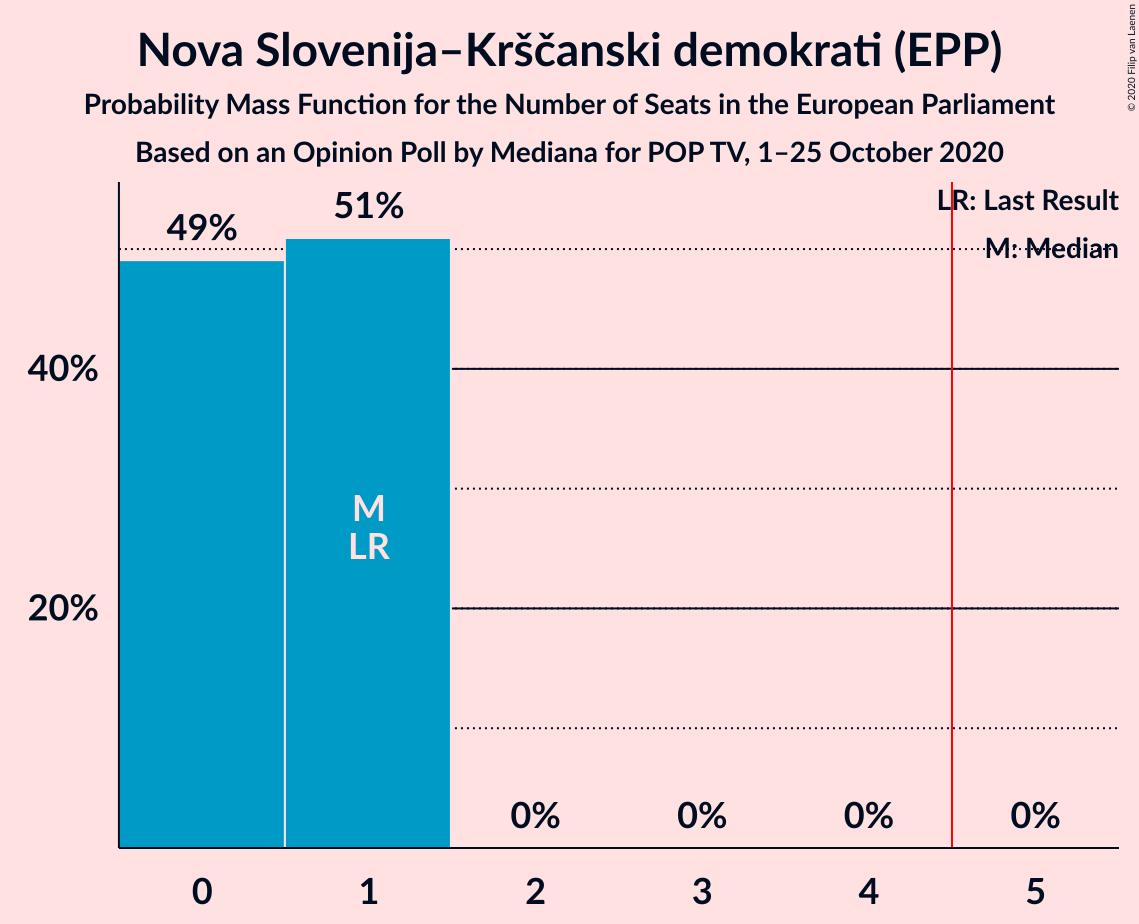 Nova Slovenija–Krščanski demokrati (EPP)
Probability Mass Function for the Number of Seats in the European Parliament
Based on an Opinion Poll by Mediana for POP TV, 1–25 October 2020
© 2020 Filip van Laenen
LR: Last Result
M: Median
49%
51%
40%
20%
M
LR
0%
0%
0%
0%
0
1
2
3
4
5